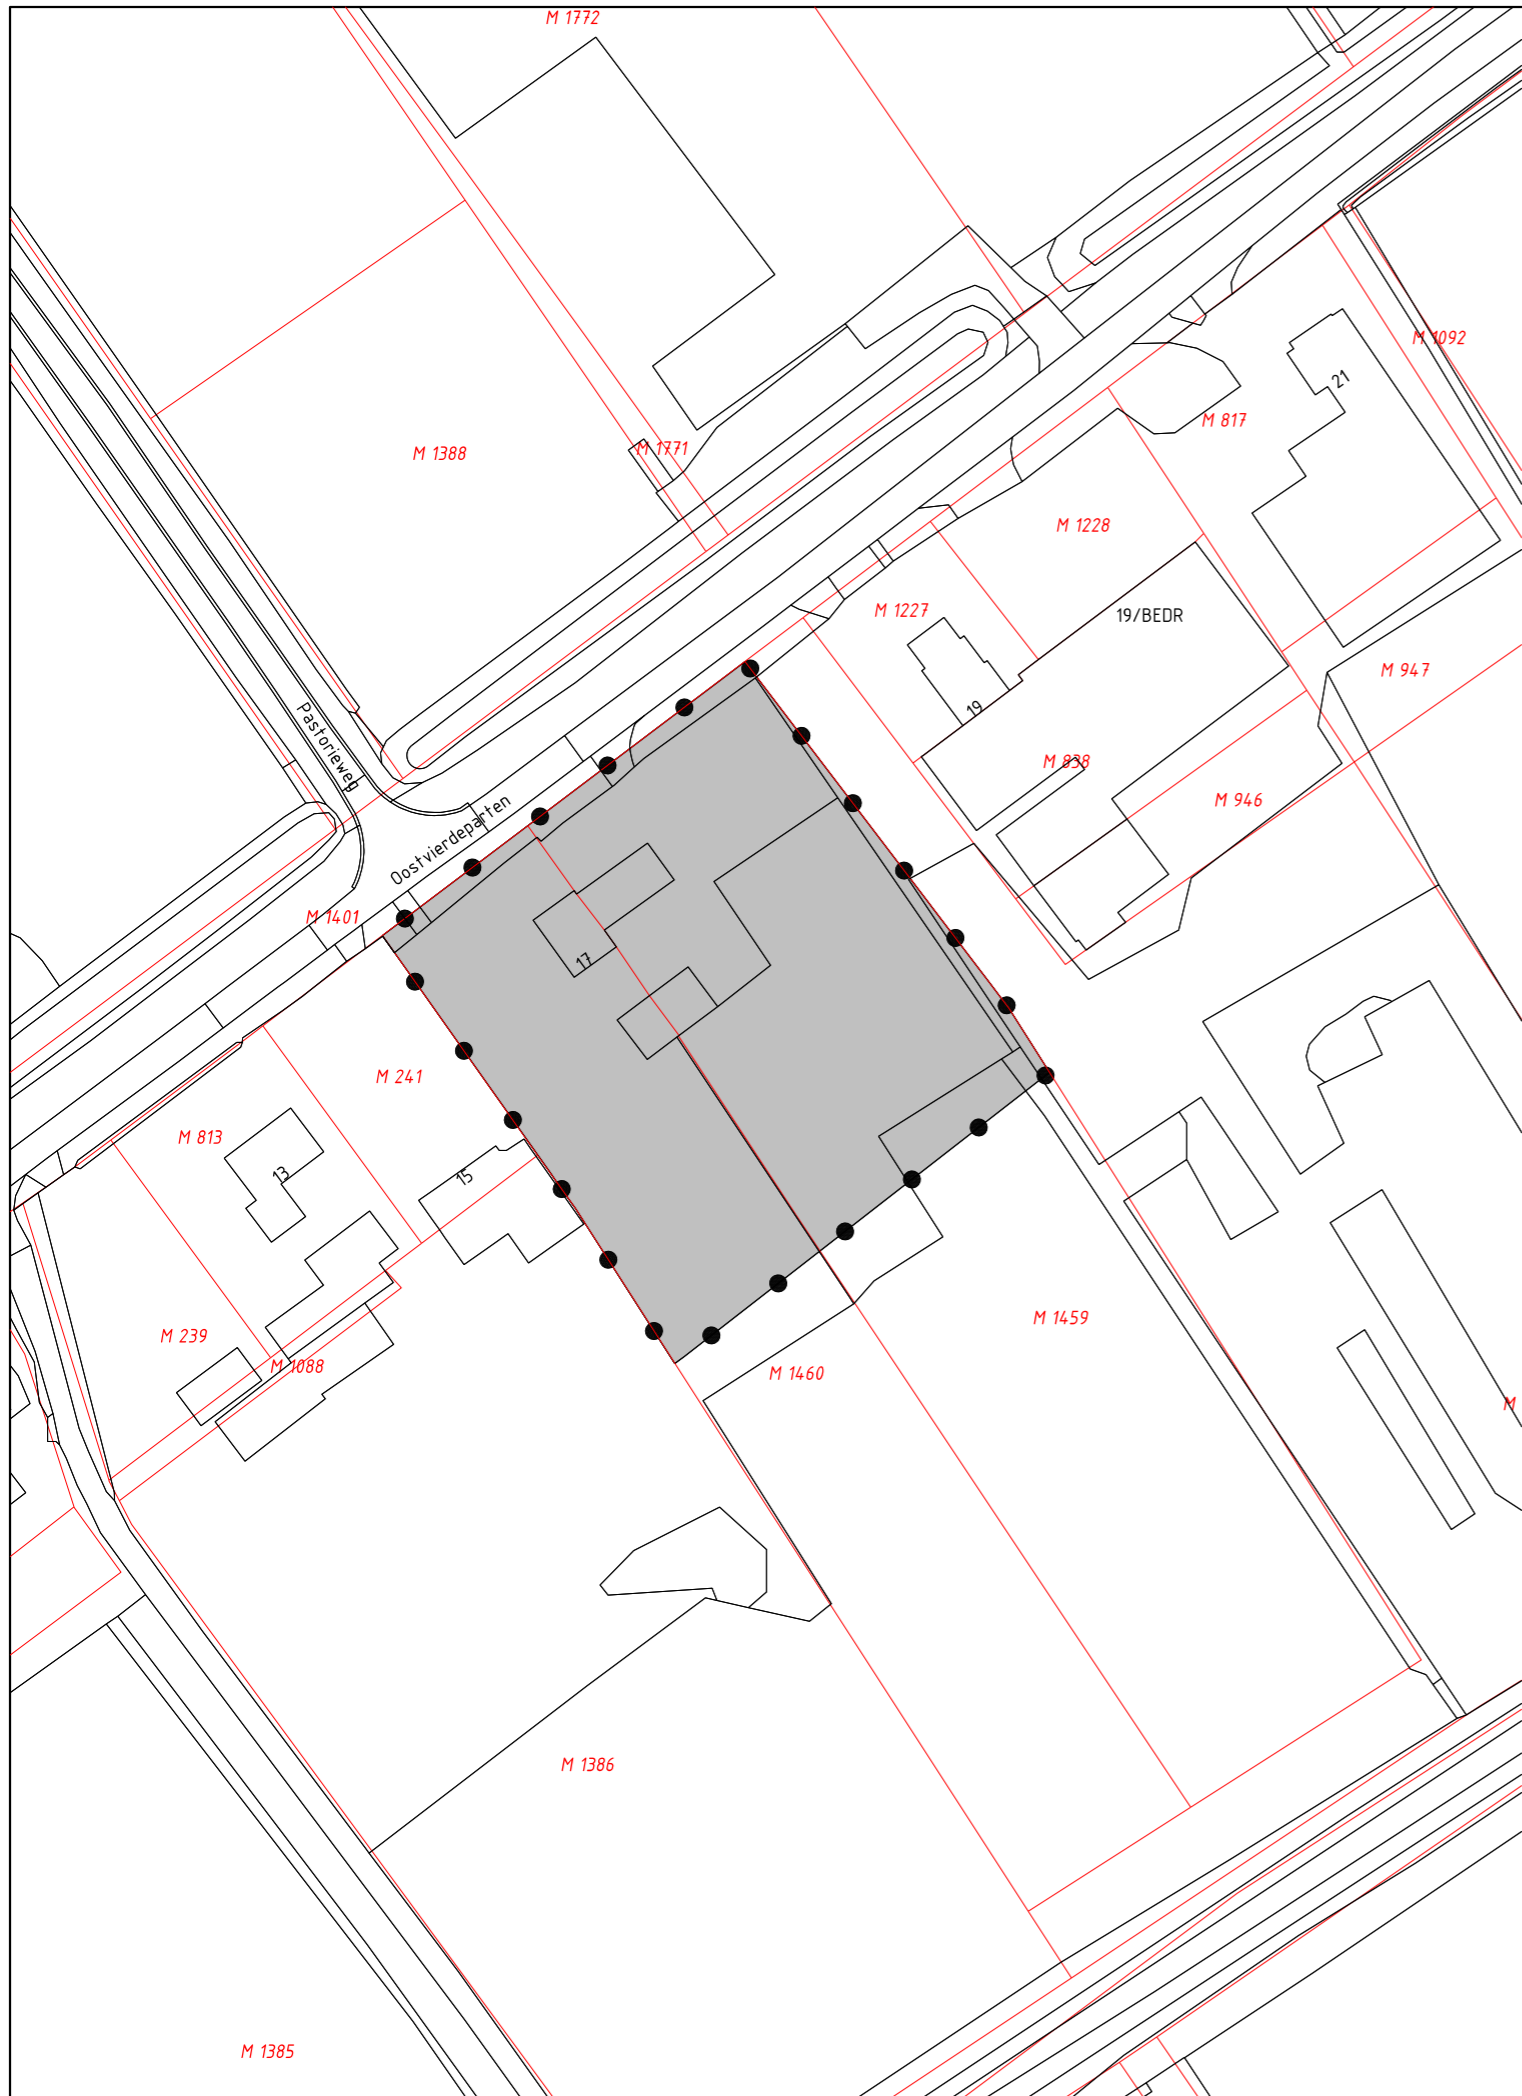 M 1772
M 1092
21
M 817
M 1388
M 1771
M 1228
M 1227
19/BEDR
M 947
19
Pastorieweg
M 838
M 946
Oostvierdeparten
M 1401
17
M 241
M 813
13
15
M 1459
M 239
M 1088
M 1460
M
M 1386
M 1385